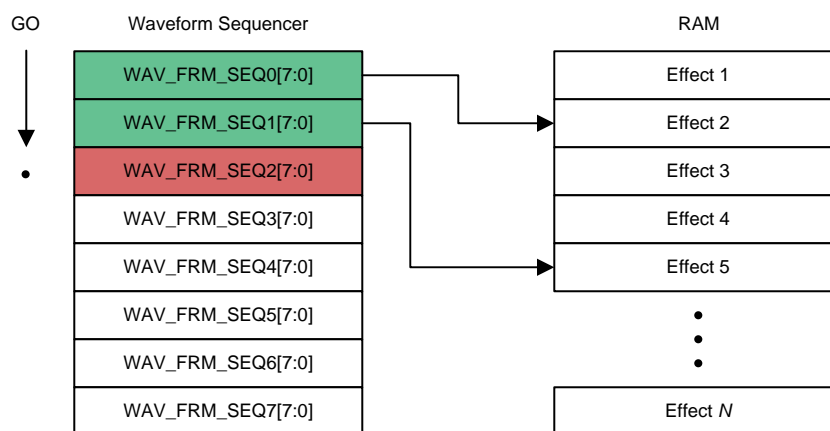 GO Waveform Sequencer RAM
WAV_FRM_SEQ0[7:0] Effect 1
WAV_FRM_SEQ1[7:0] Effect 2
WAV_FRM_SEQ2[7:0] Effect 3
WAV_FRM_SEQ3[7:0] Effect 4
WAV_FRM_SEQ4[7:0] Effect 5
WAV_FRM_SEQ5[7:0]
WAV_FRM_SEQ6[7:0]
WAV_FRM_SEQ7[7:0] Effect N